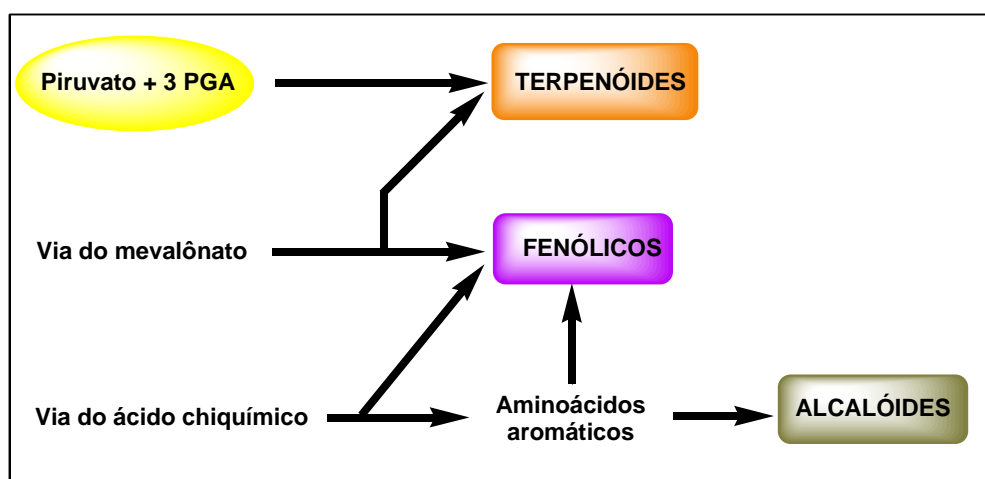 Piruvato + 3 PGA
TERPENÓIDES
Via do mevalônato
FENÓLICOS
Via do ácido chiquímico
Aminoácidos
aromáticos
ALCALÓIDES